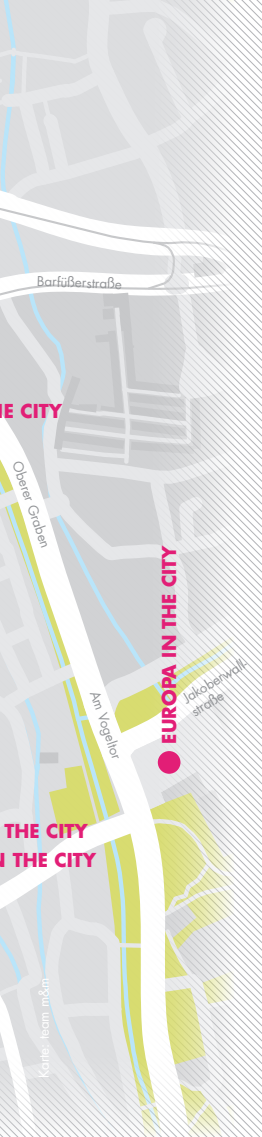 Barfüßerstraße
HE CITY
Oberer Graben
EUROPA IN THE CITY
Jakoberwall-
straße
Am Vogeltor
THE CITY
N THE CITY
Karte: team m&m